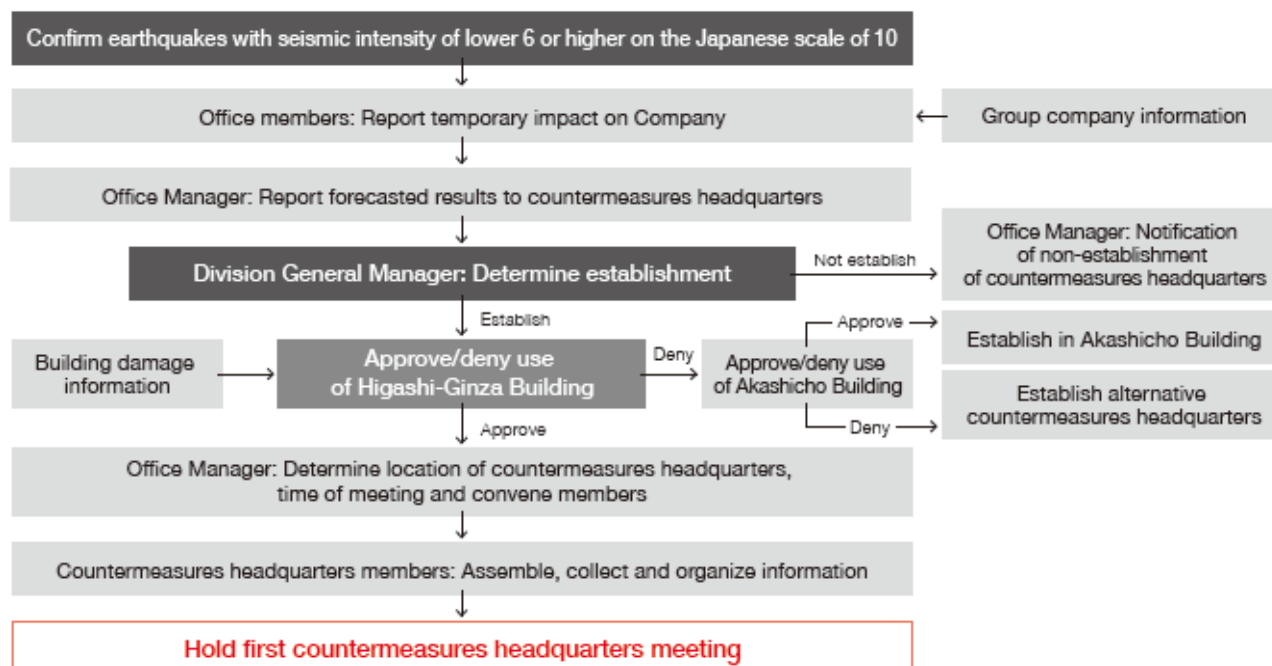 Confirm earthquakes with seismic intensity of lower 6 or higher on the Japanese scale of 10
Office members: Report temporary impact on Company
Group company information
Office Manager: Report forecasted results to countermeasures headquarters
Division General Manager: Determine establishment
Not establish
Office Manager: Notification
of non-establishment
of countermeasures headquarters
Establish
Building damage
information
Approve/deny use
of Higashi-Ginza Building
Deny
Approve/deny use
of Akashicho Building
Approve
Establish in Akashicho Building
Deny
Establish alternative
countermeasures headquarters
Approve
Office Manager: Determine location of countermeasures headquarters,
time of meeting and convene members
Countermeasures headquarters members: Assemble, collect and organize information
Hold first countermeasures headquarters meeting